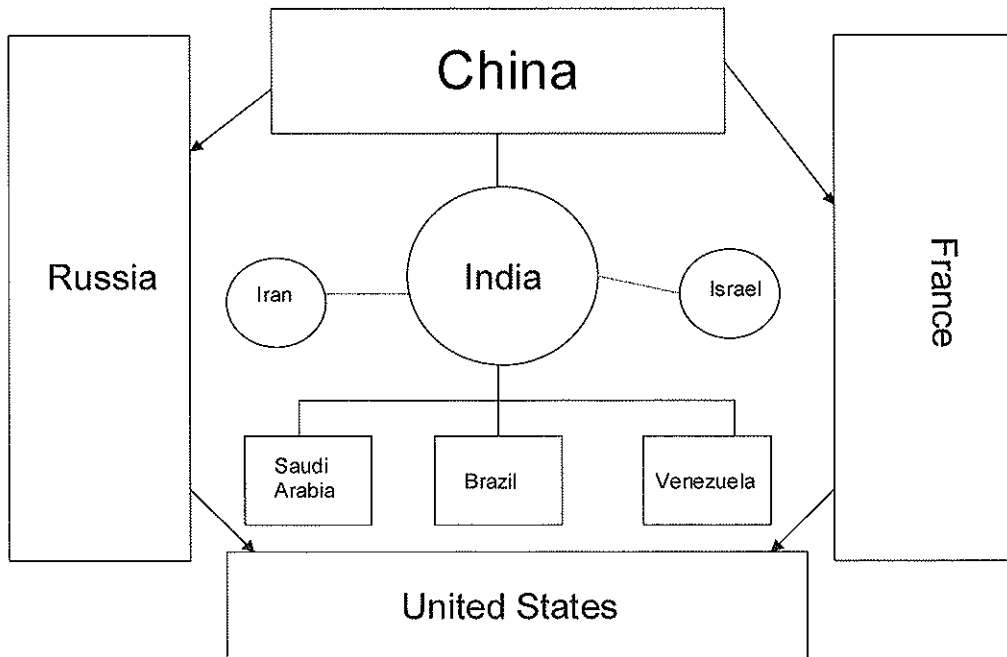 China
Russia
Iran
India
Israel
France
Saudi
Arabia
Brazil
Venezuela
United States